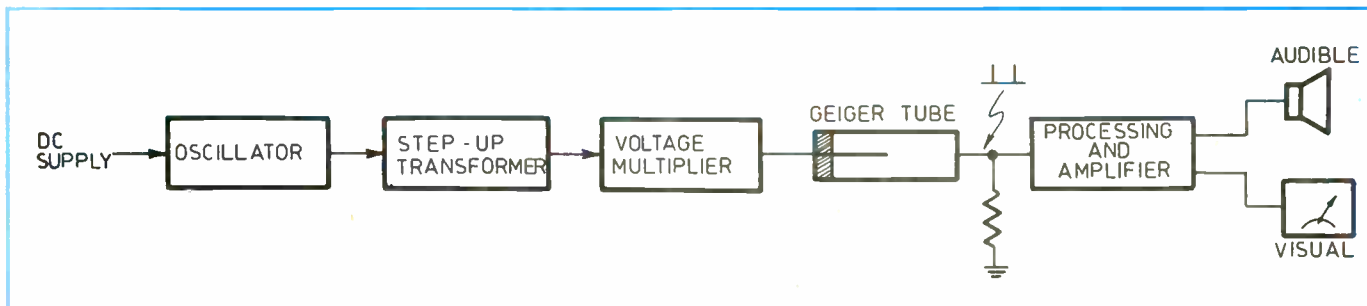 DC
SUPPLY
OSCILLATOR
STEP-UP
TRANSFORMER
VOLTAGE
MULTIPLIER
GEIGER TUBE
PROCESSING
AND
AMPLIFIER
AUDIBLE
VISUAL